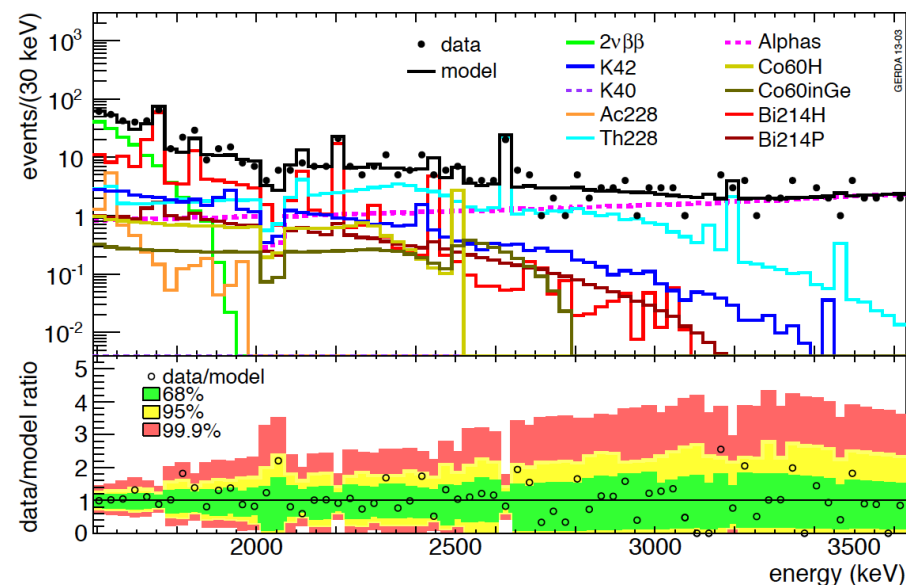 events/(30 keV)
10³
10²
10
1
10⁻¹
10⁻²
data
model
2νββ
K42
K40
Ac228
Th228
Alphas
Co60H
Co60inGe
Bi214H
Bi214P
GERDA 13-03
data/model ratio
5
4
3
2
1
0
data/model
68%
95%
99.9%
2000
2500
3000
3500
energy (keV)